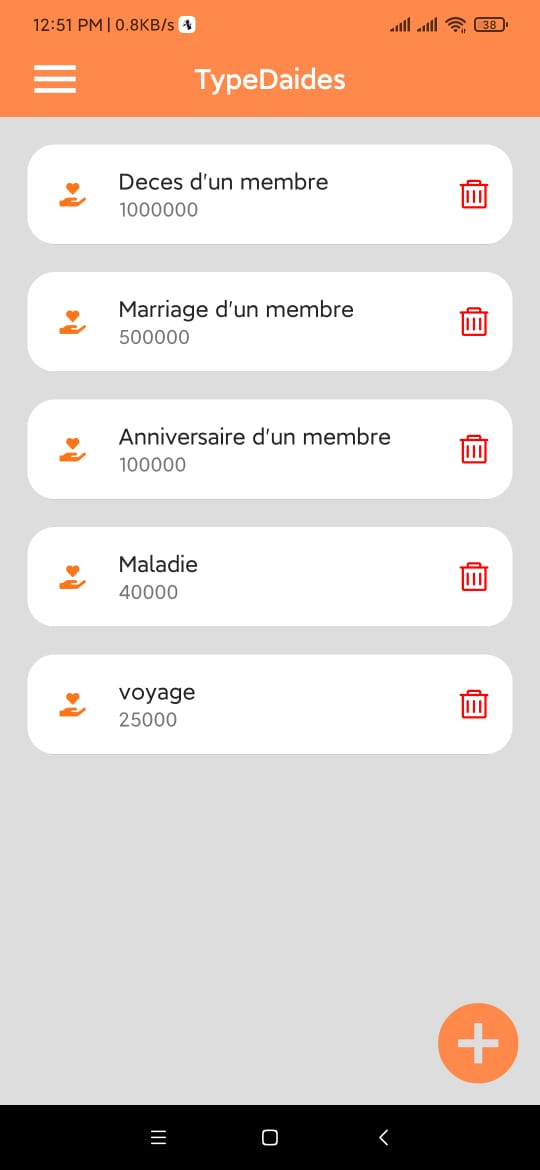 12:51 PM | 0.8KB/s
38
TypeDaides
Deces d'un membre
1000000
Marriage d'un membre
500000
Anniversaire d'un membre
100000
Maladie
40000
voyage
25000